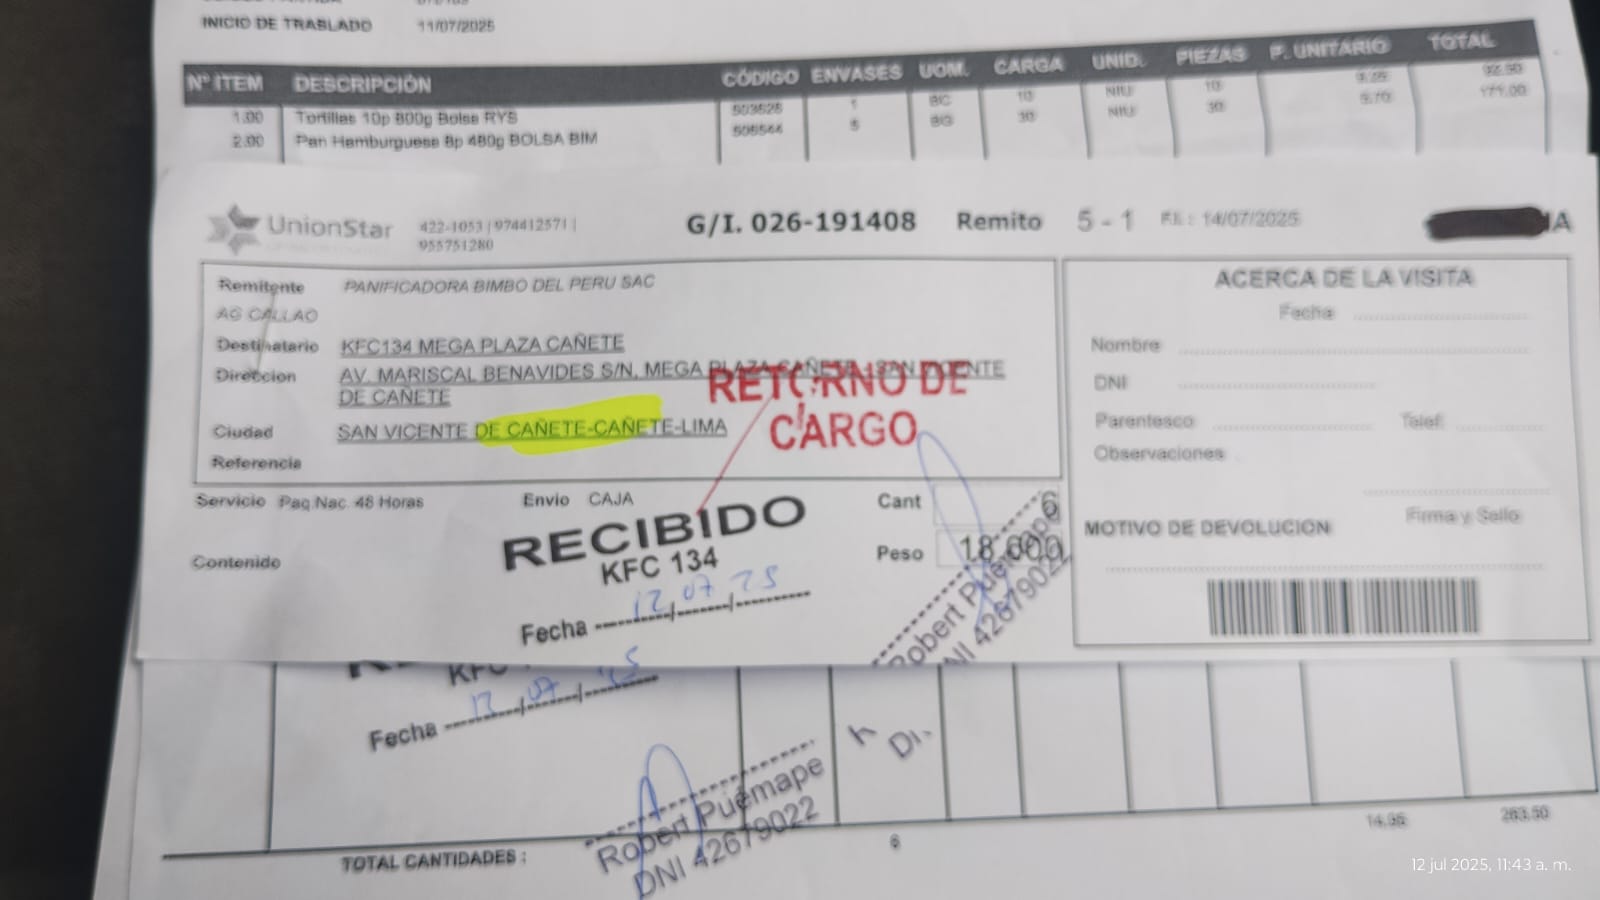 INICIO DE TRASLADO 11/07/2025
Nº ITEM DESCRIPCIÓN CÓDIGO ENVASES UOM. CARGA UNID. PIEZAS P. UNITARIO TOTAL
1.00 Tortillas 10p 800g Bolsa RYS 503628 1 BG 10 NIU 10 9.25 92.50
2.00 Pan Hamburguesa 8p 480g BOLSA BIM 506544 5 BG 30 NIU 30 5.70 171.00
UnionStar 422-1053 | 974412571 | G/I. 026-191408 Remito 5 - 1 F.E.: 14/07/2025 IA
955751280
Remitente PANIFICADORA BIMBO DEL PERU SAC
AG CALLAO
Destinatario KFC134 MEGA PLAZA CAÑETE
Direccion AV. MARISCAL BENAVIDES S/N, MEGA PLAZA CAÑETE, SAN VICENTE
DE CAÑETE
Ciudad SAN VICENTE DE CAÑETE-CAÑETE-LIMA
Referencia
RETORNO DE
CARGO
Servicio Paq Nac. 48 Horas Envio CAJA Cant 6
Contenido Peso 18.000
RECIBIDO
KFC 134
12 07 25
Fecha ------/------/------
Robert Puémape
DNI 42679022
ACERCA DE LA VISITA
Fecha
Nombre
DNI
Parentesco Telef.
Observaciones
Firma y Sello
MOTIVO DE DEVOLUCION
KFC
12 07 25
Fecha ------/------/------
Robert Puémape
DNI 42679022
14.95 263.50
TOTAL CANTIDADES : 6
12 jul 2025, 11:43 a. m.